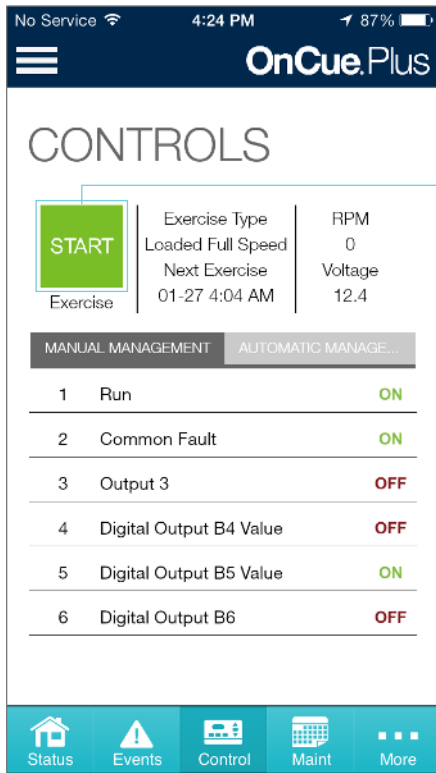 No Service 4:24 PM 87%
OnCue.Plus
CONTROLS
START
Exercise
Exercise Type
Loaded Full Speed
Next Exercise
01-27 4:04 AM
RPM
0
Voltage
12.4
MANUAL MANAGEMENT AUTOMATIC MANAGE...
1 Run ON
2 Common Fault ON
3 Output 3 OFF
4 Digital Output B4 Value OFF
5 Digital Output B5 Value ON
6 Digital Output B6 OFF
Status Events Control Maint More